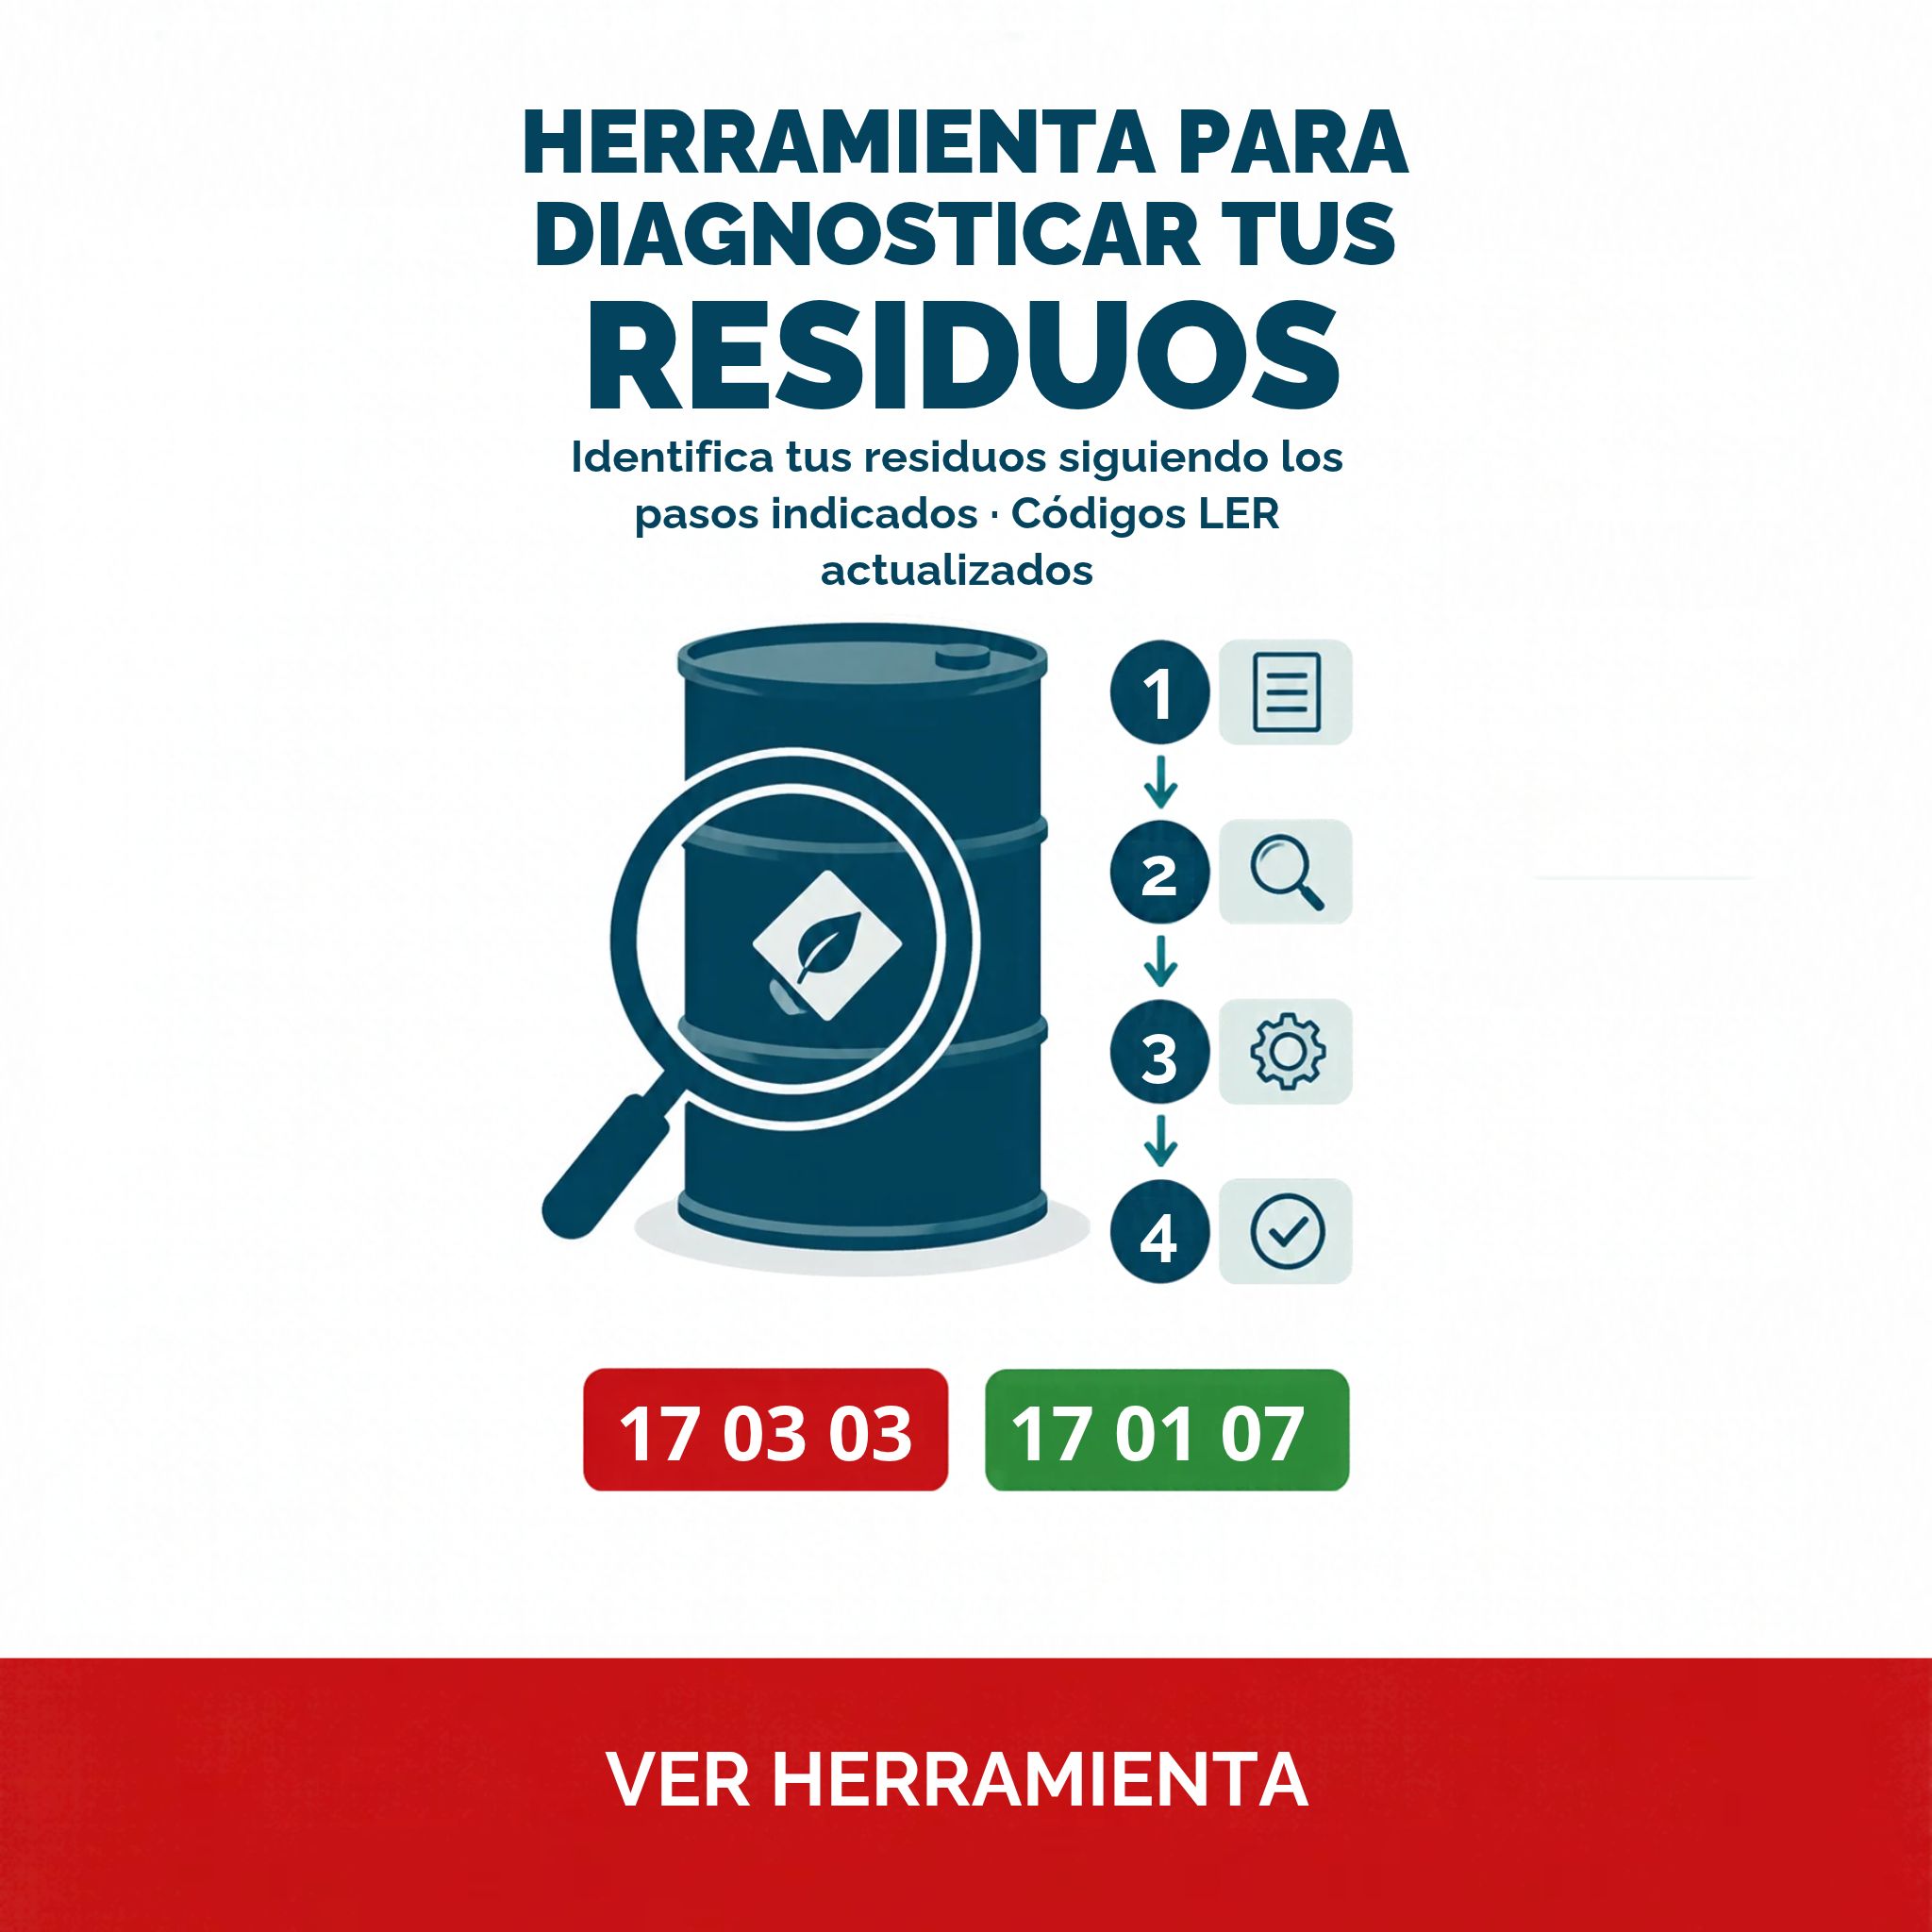 HERRAMIENTA PARA
DIAGNOSTICAR TUS
RESIDUOS
Identifica tus residuos siguiendo los
pasos indicados · Códigos LER
actualizados
1
2
3
4
17 03 03
17 01 07
VER HERRAMIENTA